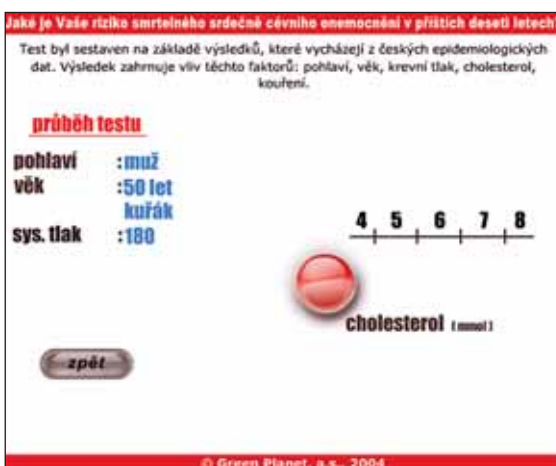 Jaké je Vaše riziko smrtelného srdečně cévního onemocnění v příštích deseti letech?
Test byl sestaven na základě výsledků, které vycházejí z českých epidemiologických
dat. Výsledek zahrnuje vliv těchto faktorů: pohlaví, věk, krevní tlak, cholesterol,
kouření.
průběh testu
pohlaví :muž
věk :50 let
kuřák
sys. tlak :180
4 5 6 7 8
cholesterol [mmol]
zpět
© Green Planet, a.s., 2004